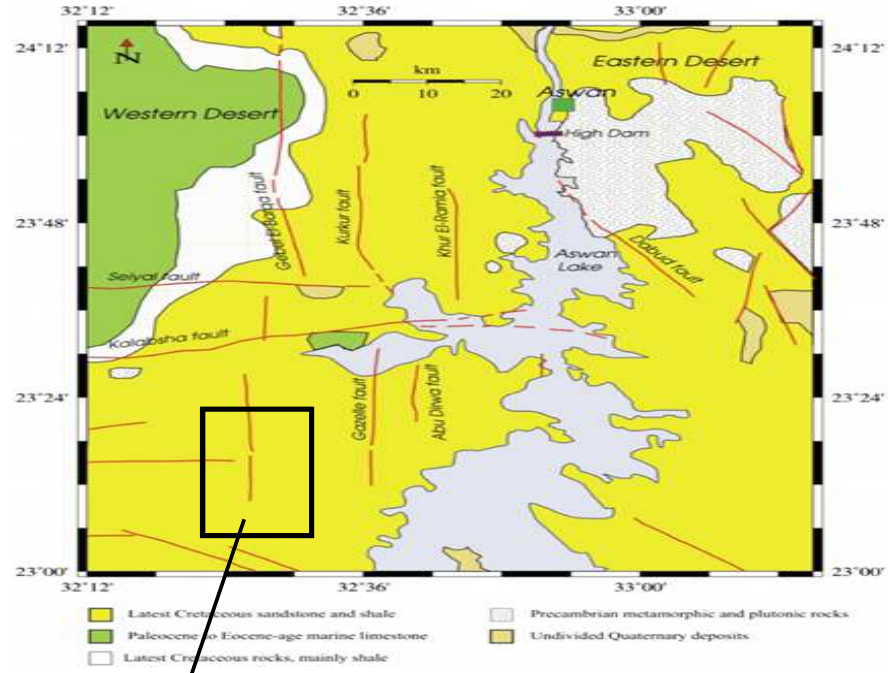 32°12' 32°36' 33°00'
24°12' 24°12'
N
km
0 10 20
Eastern Desert
Aswan
Western Desert
High Dam
Gebel El-Barqa fault
Kurkur fault
Khur El-Ramla fault
23°48' 23°48'
Dabud fault
Aswan
Lake
Seiyal fault
Kalabsha fault
23°24' 23°24'
Gazelle fault
Abu Dirwa fault
23°00' 23°00'
32°12' 32°36' 33°00'
Latest Cretaceous sandstone and shale
Precambrian metamorphic and plutonic rocks
Paleocene to Eocene-age marine limestone
Undivided Quaternary deposits
Latest Cretaceous rocks, mainly shale